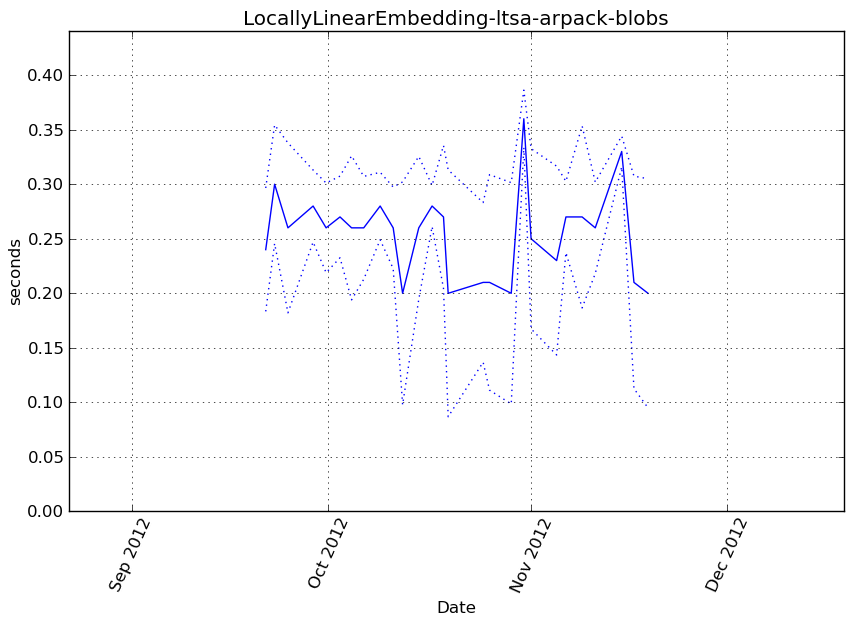 LocallyLinearEmbedding-ltsa-arpack-blobs
0.40
0.35
0.30
0.25
0.20
0.15
0.10
0.05
0.00
seconds
Sep 2012
Oct 2012
Nov 2012
Dec 2012
Date